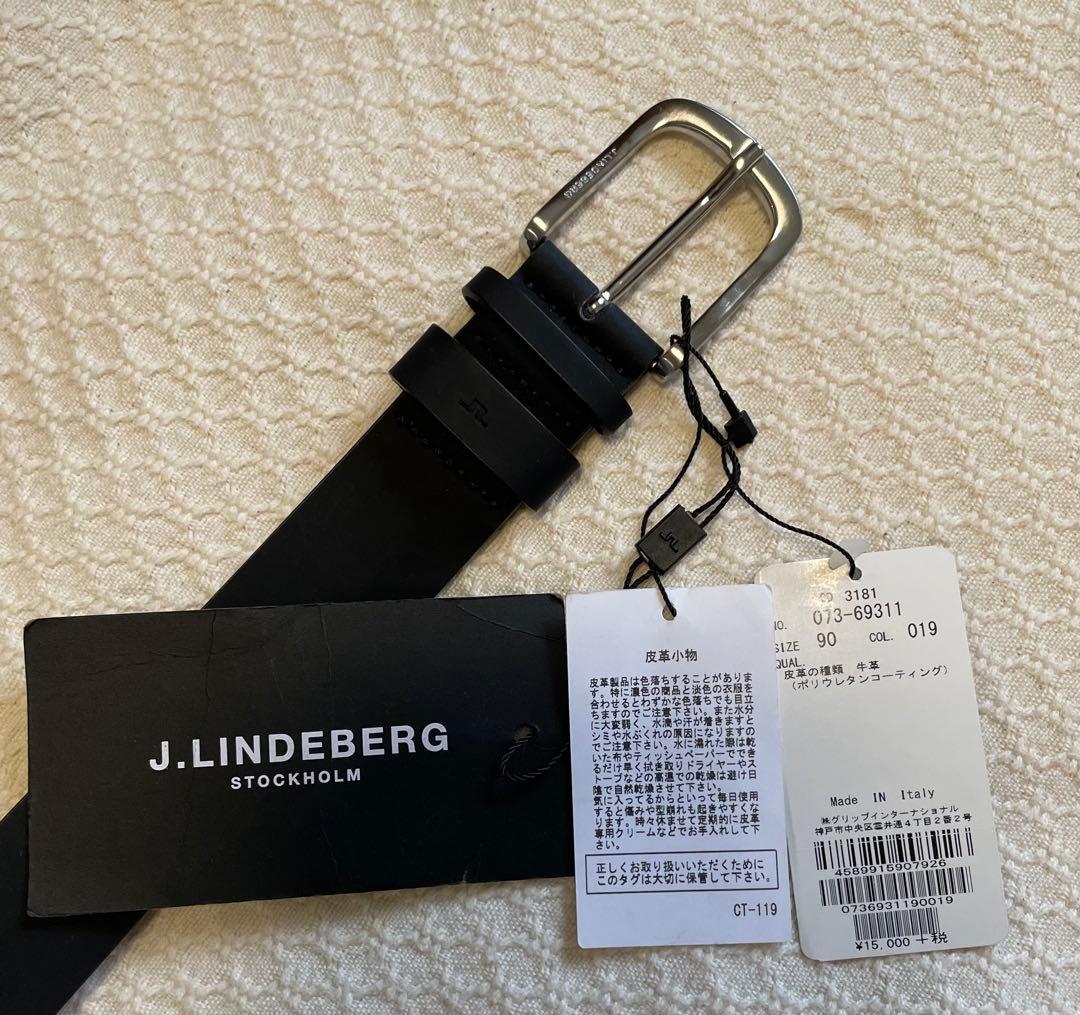 J.LINDEBERG
J.LINDEBERG
STOCKHOLM
皮革小物
皮革製品は色落ちすることがありま
す。特に濃色の商品と淡色の衣服を
合わせるとわずかな色落ちでも目立
ちますのでご注意下さい。また水分
に大変弱く、水滴や汗が着きますと
シミや水ぶくれの原因になりますの
でご注意下さい。水に濡れた際は乾
いた布やティッシュペーパーででき
るだけ早く拭き取りドライヤーやス
トーブなどの高温での乾燥は避け日
陰で自然乾燥させて下さい。
気に入ってるからといって毎日使用
すると傷みや型崩れも起きやすくな
ります。時々休ませて定期的に皮革
専用クリームなどでお手入れして下
さい。
正しくお取り扱いいただくために
このタグは大切に保管して下さい。
CT-119
CD 3181
NO. 073-69311
SIZE 90 COL. 019
QUAL.
皮革の種類 牛革
(ポリウレタンコーティング)
Made IN Italy
㈱グリップインターナショナル
神戸市中央区雲井通4丁目2番2号
4589915907926
0736931190019
¥15,000 +税